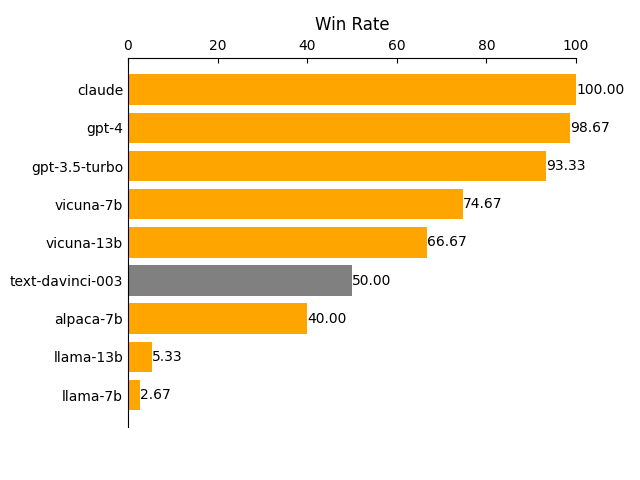 Win Rate
0 20 40 60 80 100
claude 100.00
gpt-4 98.67
gpt-3.5-turbo 93.33
vicuna-7b 74.67
vicuna-13b 66.67
text-davinci-003 50.00
alpaca-7b 40.00
llama-13b 5.33
llama-7b 2.67